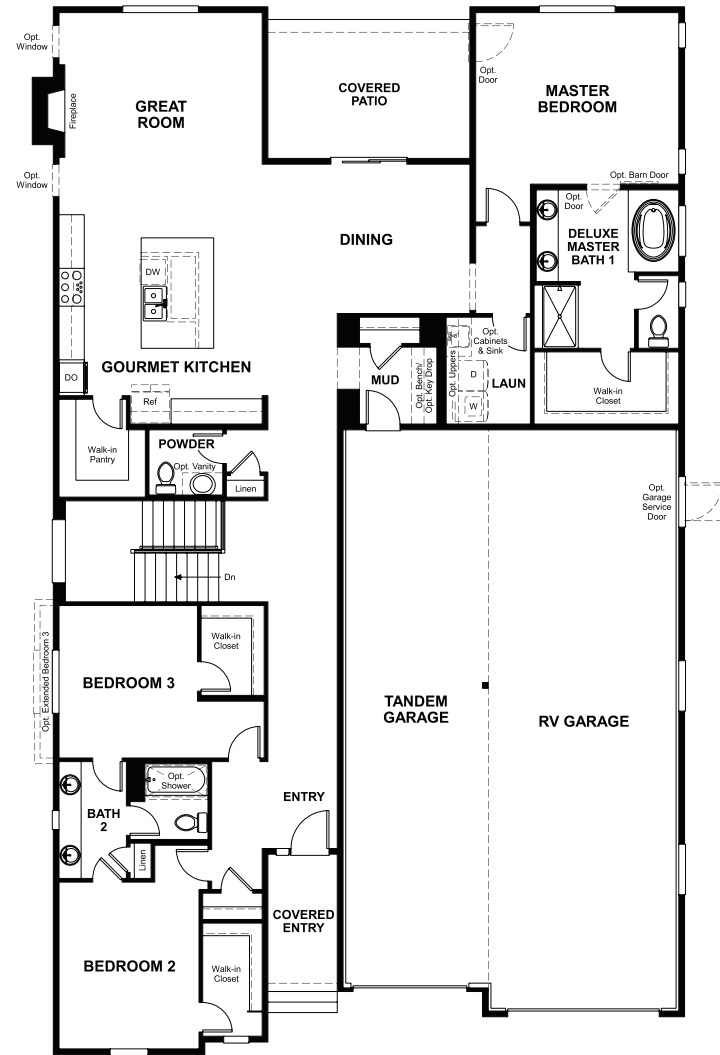 Opt.
Window
Fireplace
GREAT
ROOM
COVERED
PATIO
Opt.
Door
MASTER
BEDROOM
Opt.
Window
Opt. Barn Door
Opt.
Door
DELUXE
MASTER
BATH 1
DINING
DW
DO
GOURMET KITCHEN
Ref
MUD
Opt. Bench/
Opt. Key Drop
Opt. Uppers
Opt.
Cabinets
& Sink
D
W
LAUN
Walk-in
Closet
Walk-in
Pantry
POWDER
Opt. Vanity
Linen
Opt.
Garage
Service
Door
Dn
Opt. Extended Bedroom 3
Walk-in
Closet
BEDROOM 3
TANDEM
GARAGE
RV GARAGE
Opt.
Shower
BATH
2
Linen
ENTRY
COVERED
ENTRY
BEDROOM 2
Walk-in
Closet